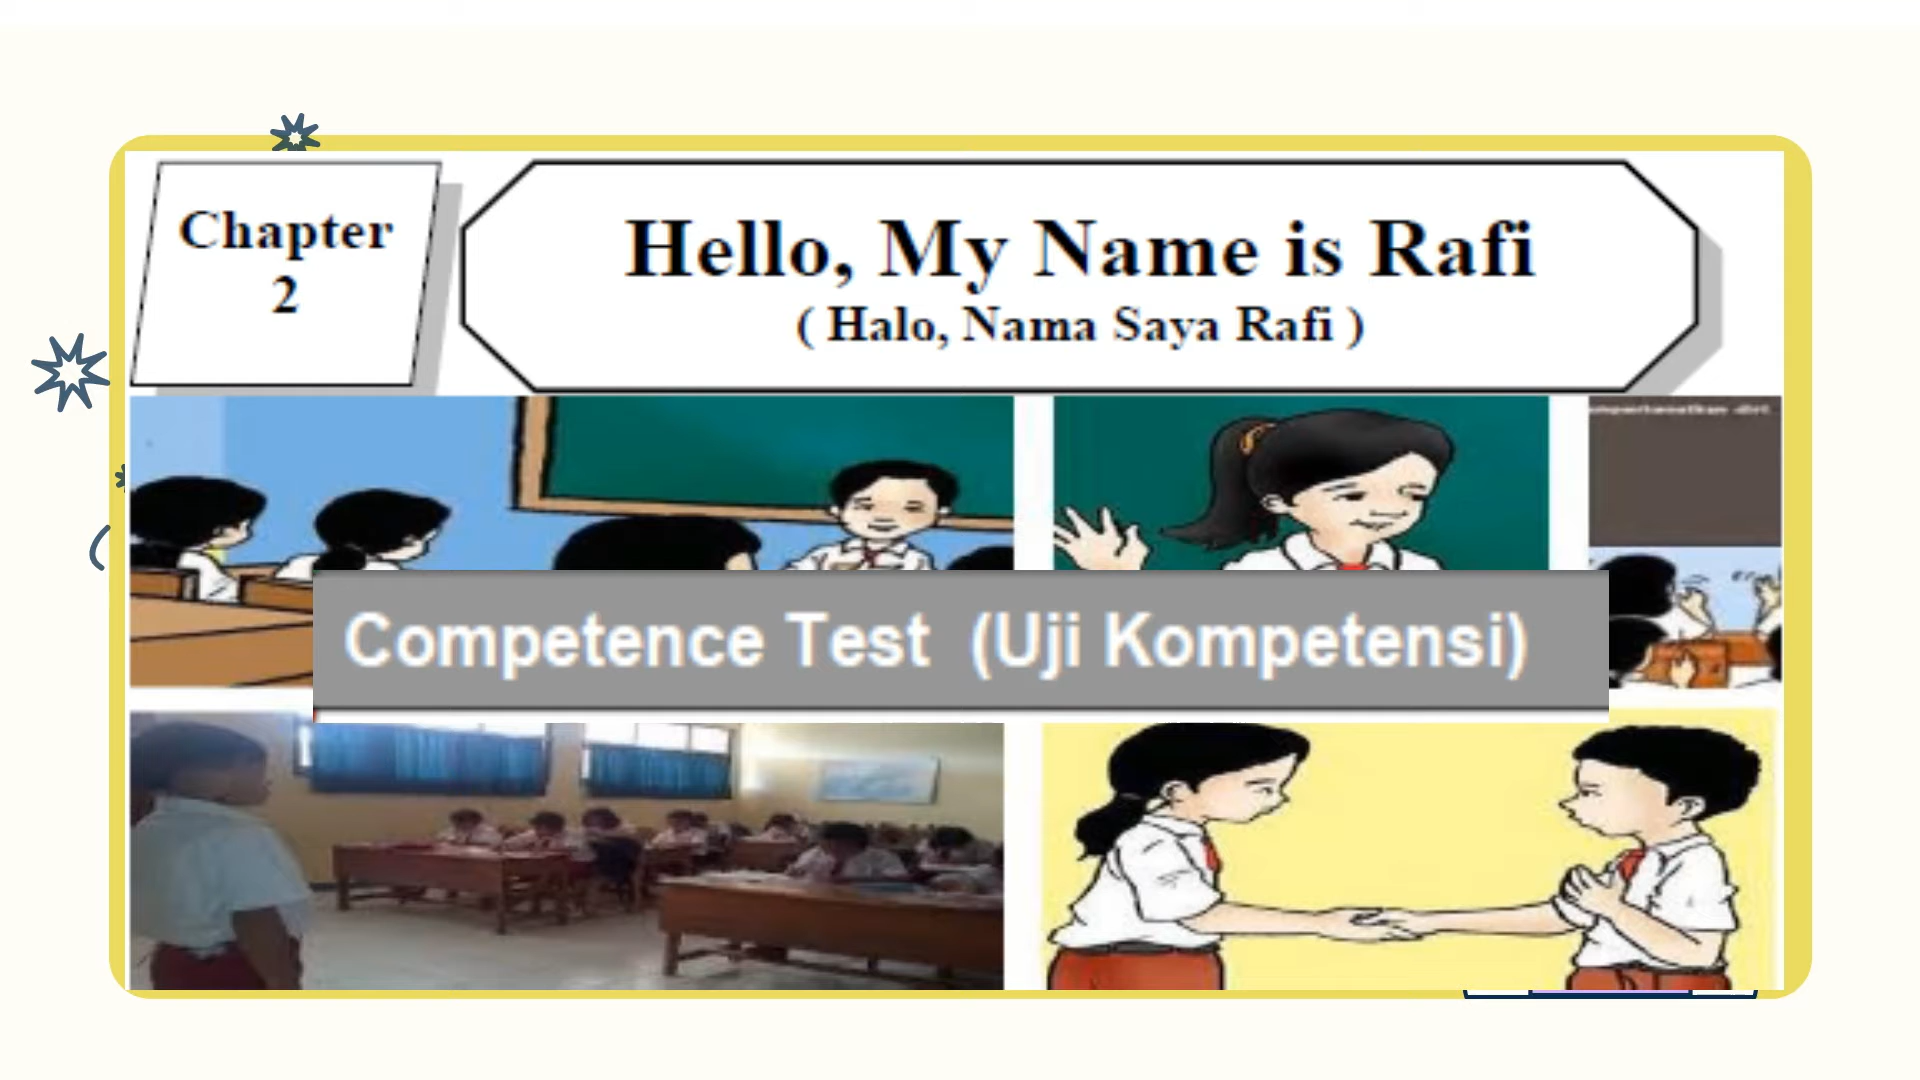 Chapter
2
Hello, My Name is Rafi
( Halo, Nama Saya Rafi )
Competence Test (Uji Kompetensi)